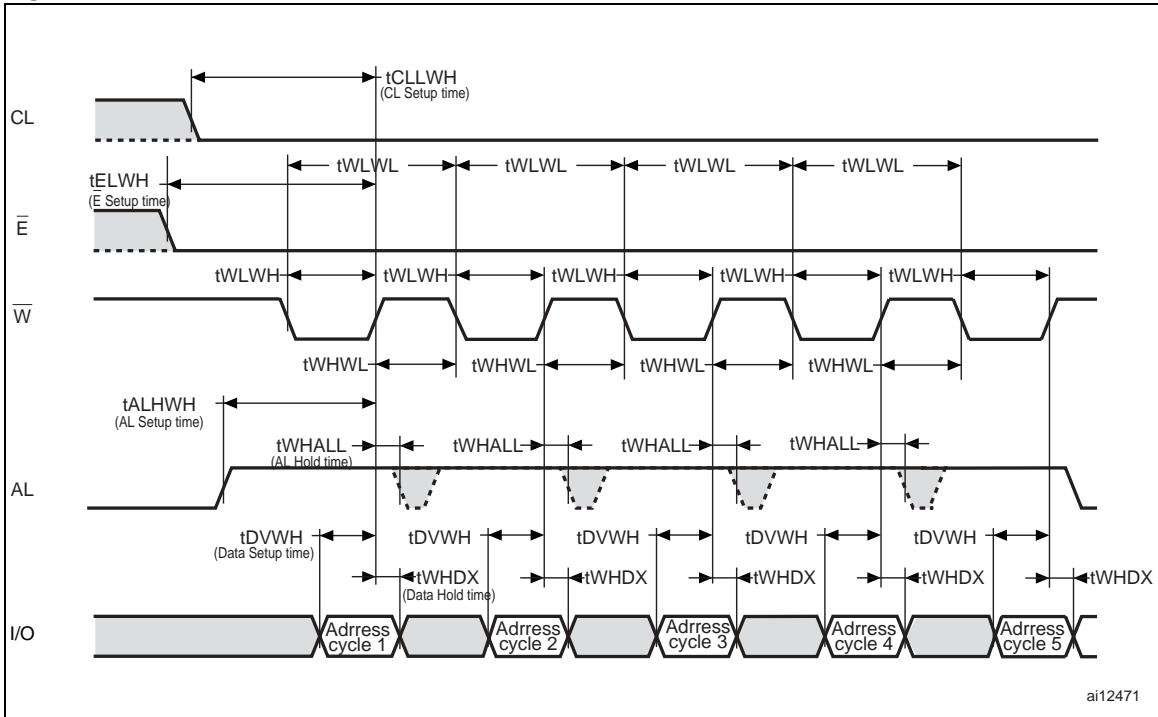 tCLLWH
(CL Setup time)
CL
tWLWL tWLWL tWLWL tWLWL
tELWH
(E̅ Setup time)
E̅
tWLWH tWLWH tWLWH tWLWH tWLWH
W̅
tWHWL tWHWL tWHWL tWHWL
tALHWH
(AL Setup time)
tWHALL tWHALL tWHALL tWHALL
(AL Hold time)
AL
tDVWH tDVWH tDVWH tDVWH tDVWH
(Data Setup time)
tWHDX tWHDX tWHDX tWHDX tWHDX
(Data Hold time)
I/O
Adrress cycle 1
Adrress cycle 2
Adrress cycle 3
Adrress cycle 4
Adrress cycle 5
ai12471